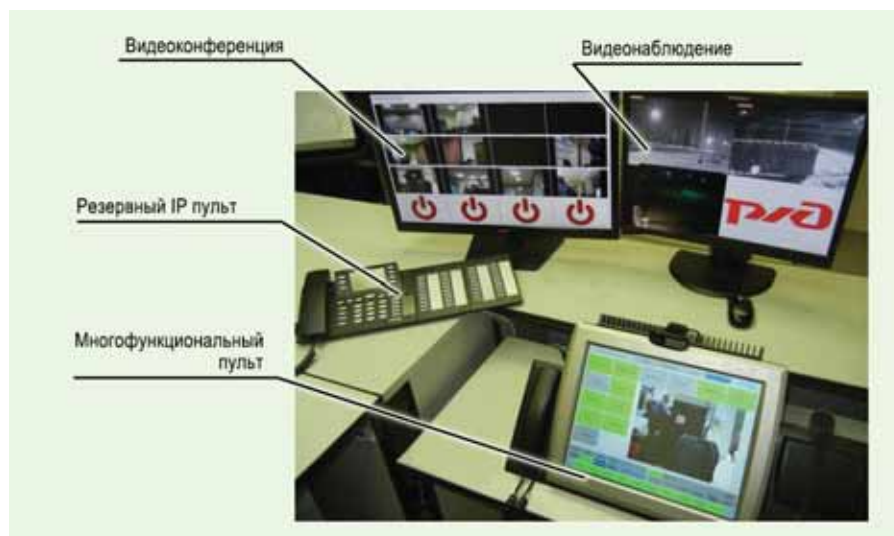 Видеоконференция
Видеонаблюдение
Резервный IP пульт
Многофункциональный
пульт
ржд